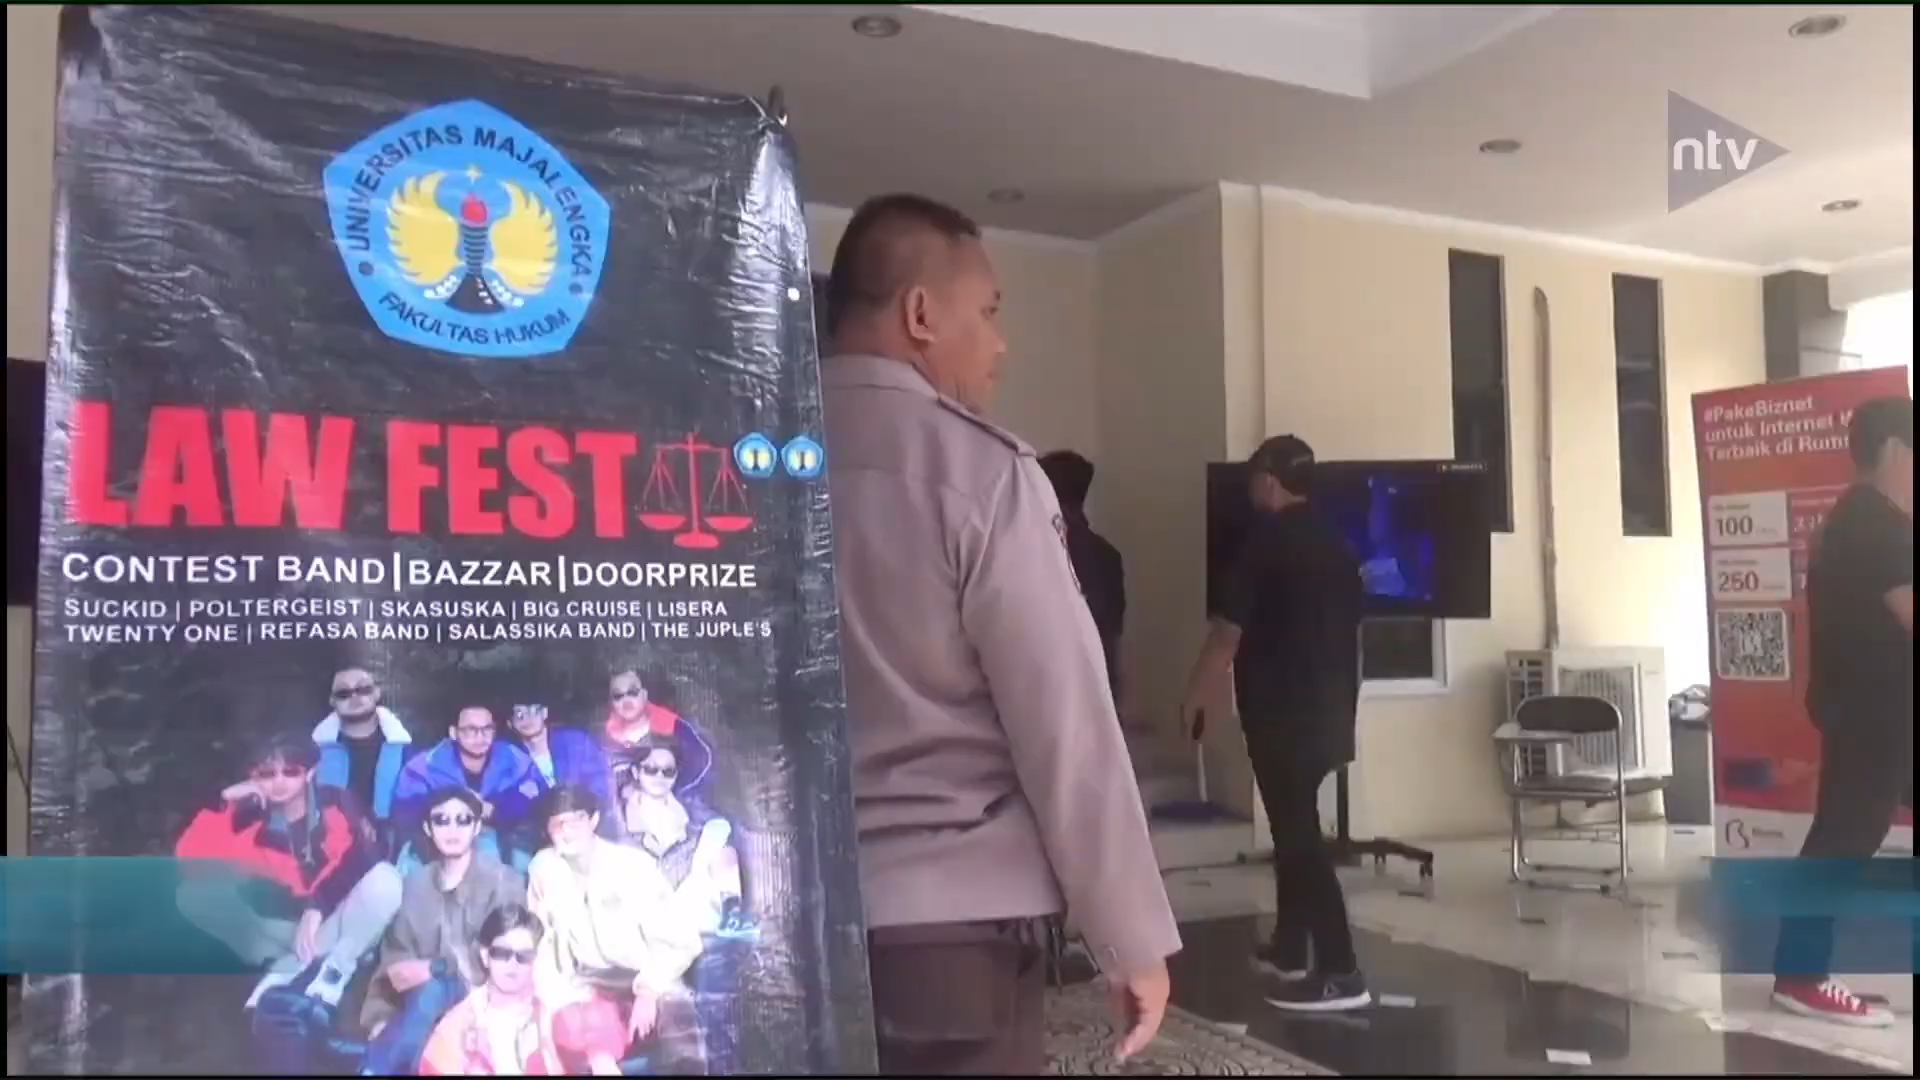 UNIVERSITAS MAJALENGKA
FAKULTAS HUKUM
LAW FEST
CONTEST BAND|BAZZAR|DOORPRIZE
SUCKID | POLTERGEIST | SKASUSKA | BIG CRUISE | LISERA
TWENTY ONE | REFASA BAND | SALASSIKA BAND | THE JUPLE'S
ntv
#PakeBiznet
untuk Internet
Terbaik di
100
250